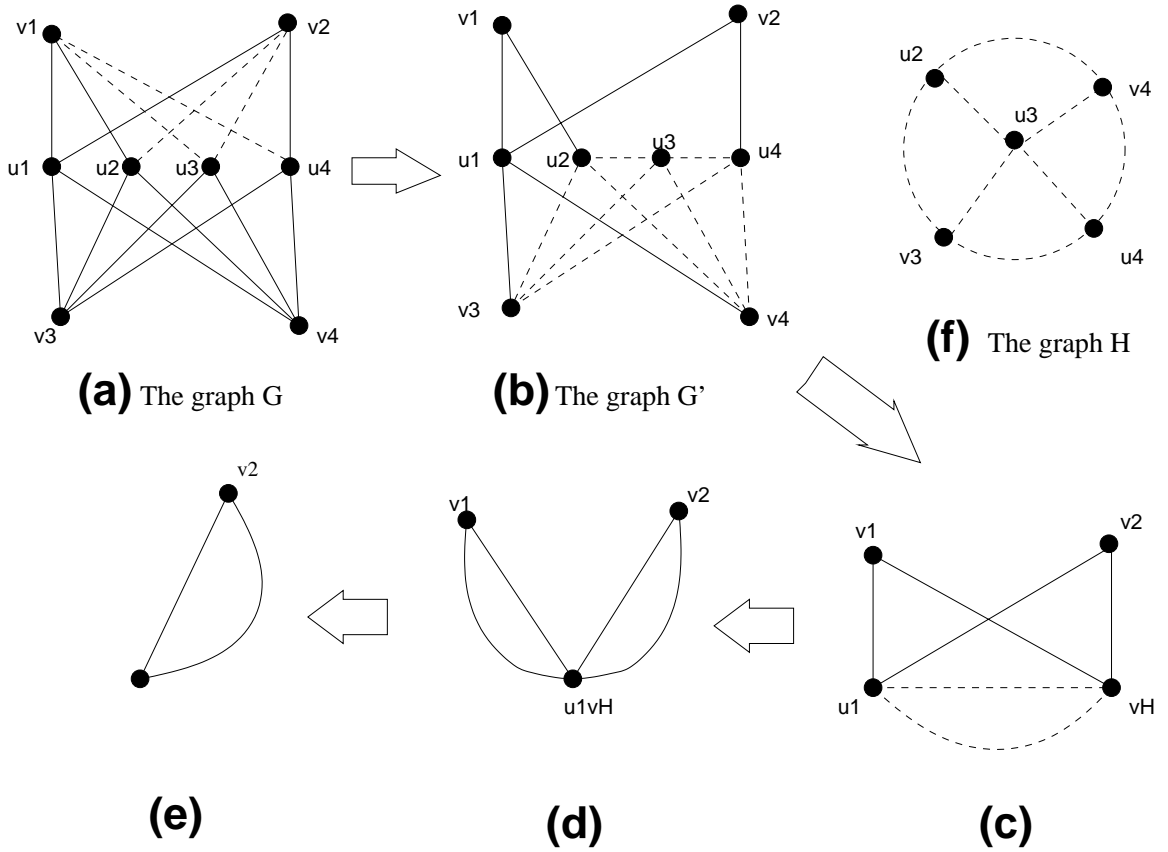 v1
v2
u1
u2
u3
u4
v3
v4
(a) The graph G
v1
v2
u1
u2
u3
u4
v3
v4
(b) The graph G’
u2
v4
u3
v3
u4
(f) The graph H
v2
(e)
v1
v2
u1vH
(d)
v1
v2
u1
vH
(c)